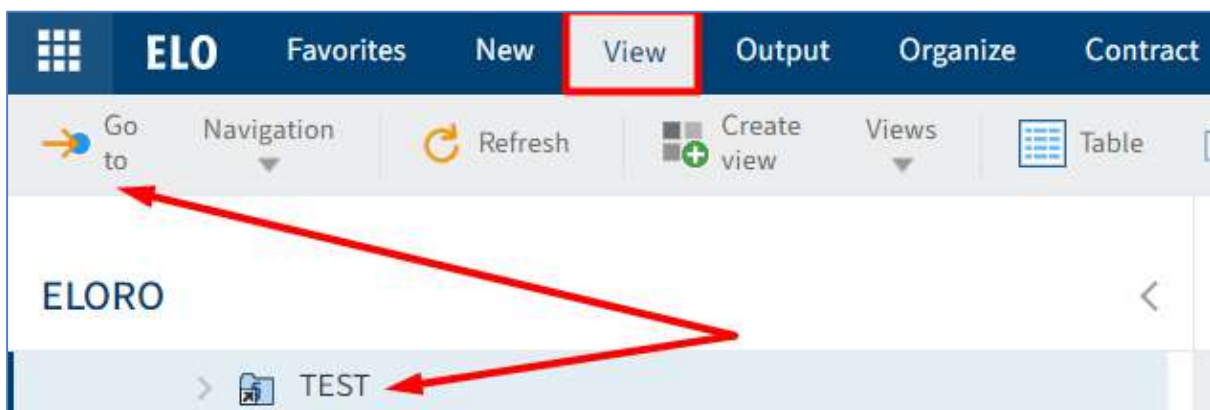 ELO Favorites New View Output Organize Contract
Go to Navigation Refresh Create view Views Table
ELORO
TEST